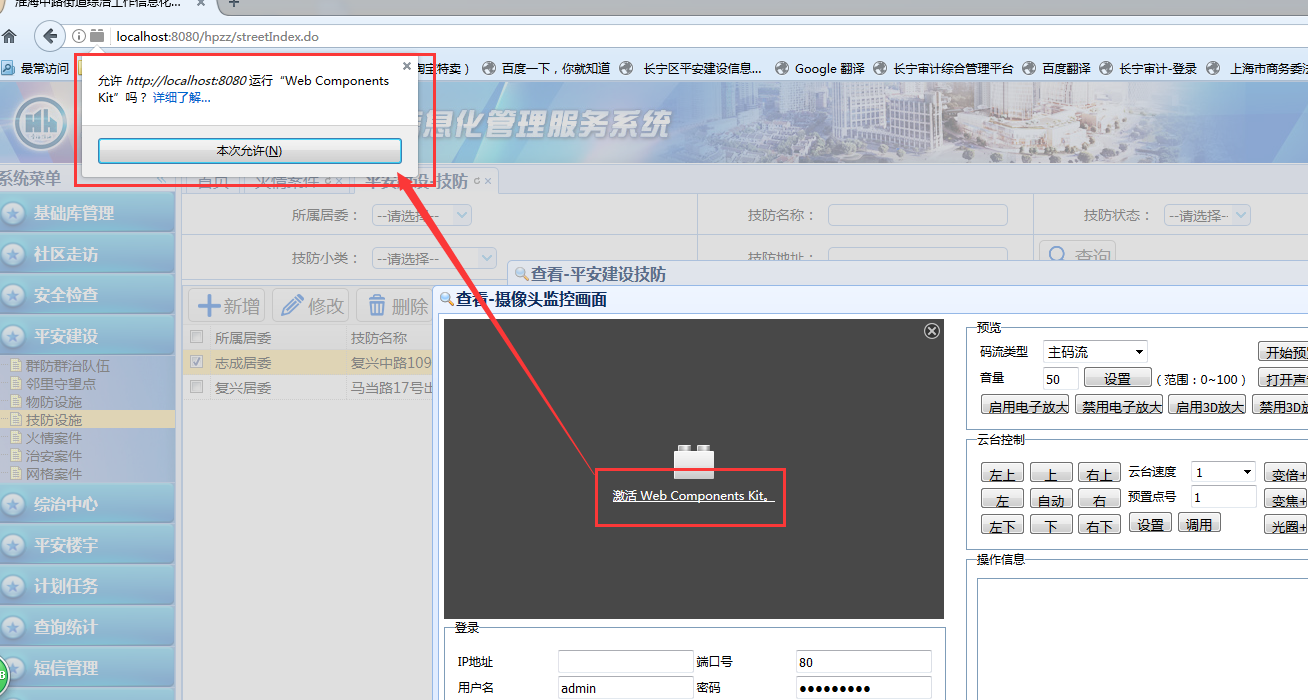 淮海中路街道综治工作信息化...
localhost:8080/hpzz/streetIndex.do
最常访问
淘宝特卖）
百度一下，你就知道
长宁区平安建设信息...
Google 翻译
长宁审计综合管理平台
百度翻译
长宁审计-登录
上海市商务委
允许 http://localhost:8080 运行 “Web Components
Kit” 吗？ 详细了解...
本次允许(N)
信息化管理服务系统
系统菜单
首页
火情案件
平安建设-技防
基础库管理
社区走访
安全检查
平安建设
群防群治队伍
邻里守望点
物防设施
技防设施
火情案件
治安案件
网格案件
综治中心
平安楼宇
计划任务
查询统计
短信管理
所属居委：
--请选择--
技防名称：
技防状态：
--请选择--
技防小类：
--请选择--
技防地址：
查询
新增
修改
删除
所属居委
技防名称
志成居委
复兴中路109
复兴居委
马当路17号
查看-平安建设技防
查看-摄像头监控画面
激活 Web Components Kit。
登录
IP地址
端口号
80
用户名
admin
密码
●●●●●●●●●
预览
码流类型
主码流
开始预
音量
50
设置
（范围：0~100）
打开声
启用电子放大
禁用电子放大
启用3D放大
禁用3D放
云台控制
左上
上
右上
云台速度
1
变倍+
左
自动
右
预置点号
1
变焦+
左下
下
右下
设置
调用
光圈+
操作信息